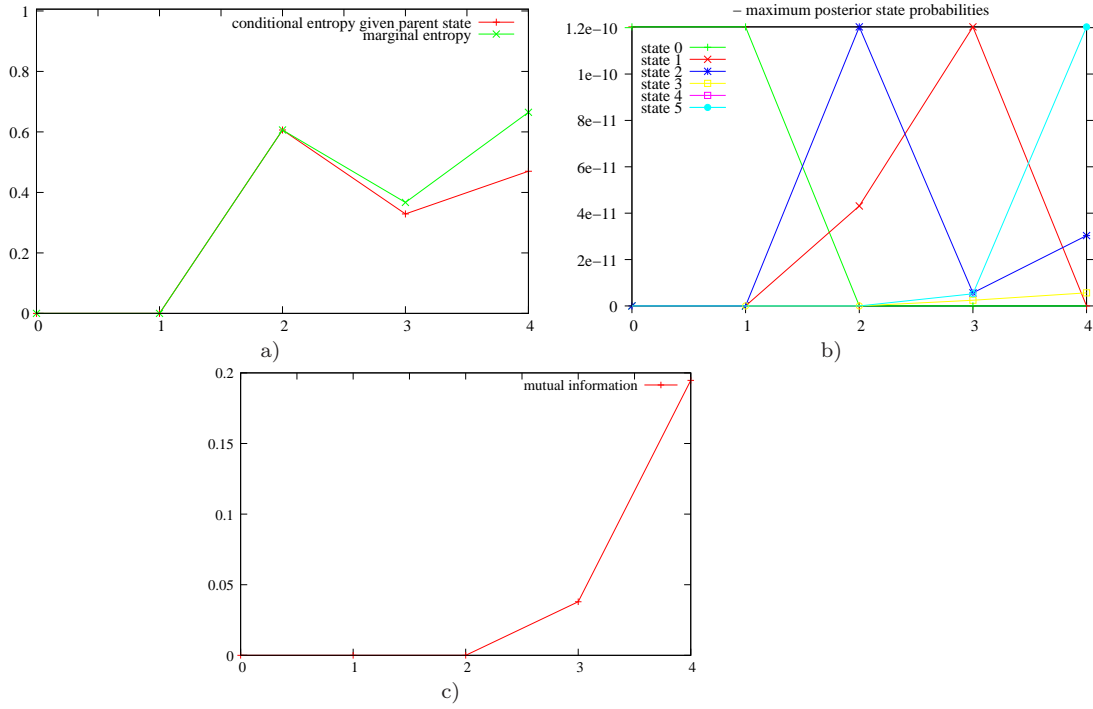 conditional entropy given parent state
marginal entropy
1
0.8
0.6
0.4
0.2
0
0 1 2 3 4
a)
– maximum posterior state probabilities
1.2e−10
1e−10
8e−11
6e−11
4e−11
2e−11
0
state 0
state 1
state 2
state 3
state 4
state 5
0 1 2 3 4
b)
mutual information
0.2
0.15
0.1
0.05
0
0 1 2 3 4
c)